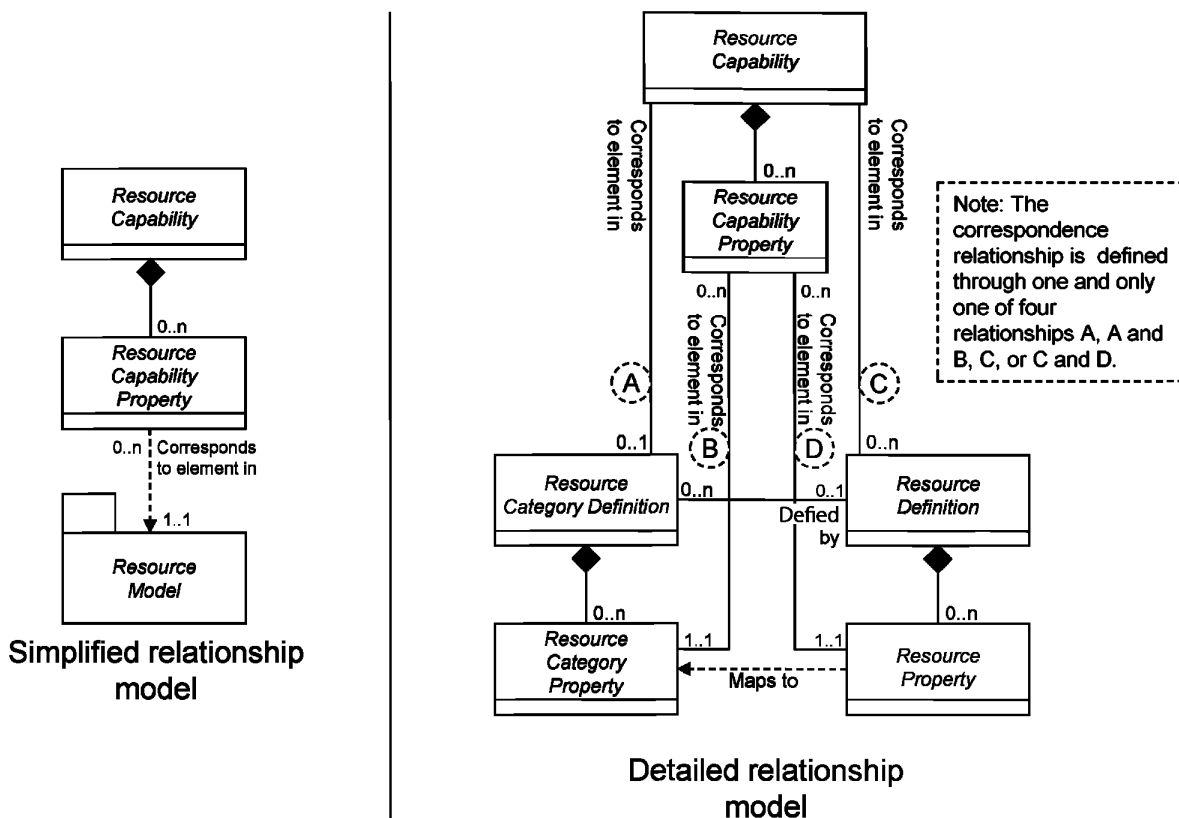 Resource
Capability
0..n
Resource
Capability
Property
0..n
Corresponds
to element in
1..1
Resource
Model
Simplified relationship
model
Resource
Capability
Corresponds
to element in
0..n
Corresponds
to element in
Resource
Capability
Property
0..n
0..n
Corresponds
to element in
Corresponds
to element in
A
B
D
C
Note: The
correspondence
relationship is defined
through one and only
one of four
relationships A, A and
B, C, or C and D.
0..1
0..n
Resource
Category Definition
0..n
0..1
Defied
by
Resource
Definition
0..n
0..n
Resource
Category
Property
1..1
1..1
Maps to
Resource
Property
Detailed relationship
model